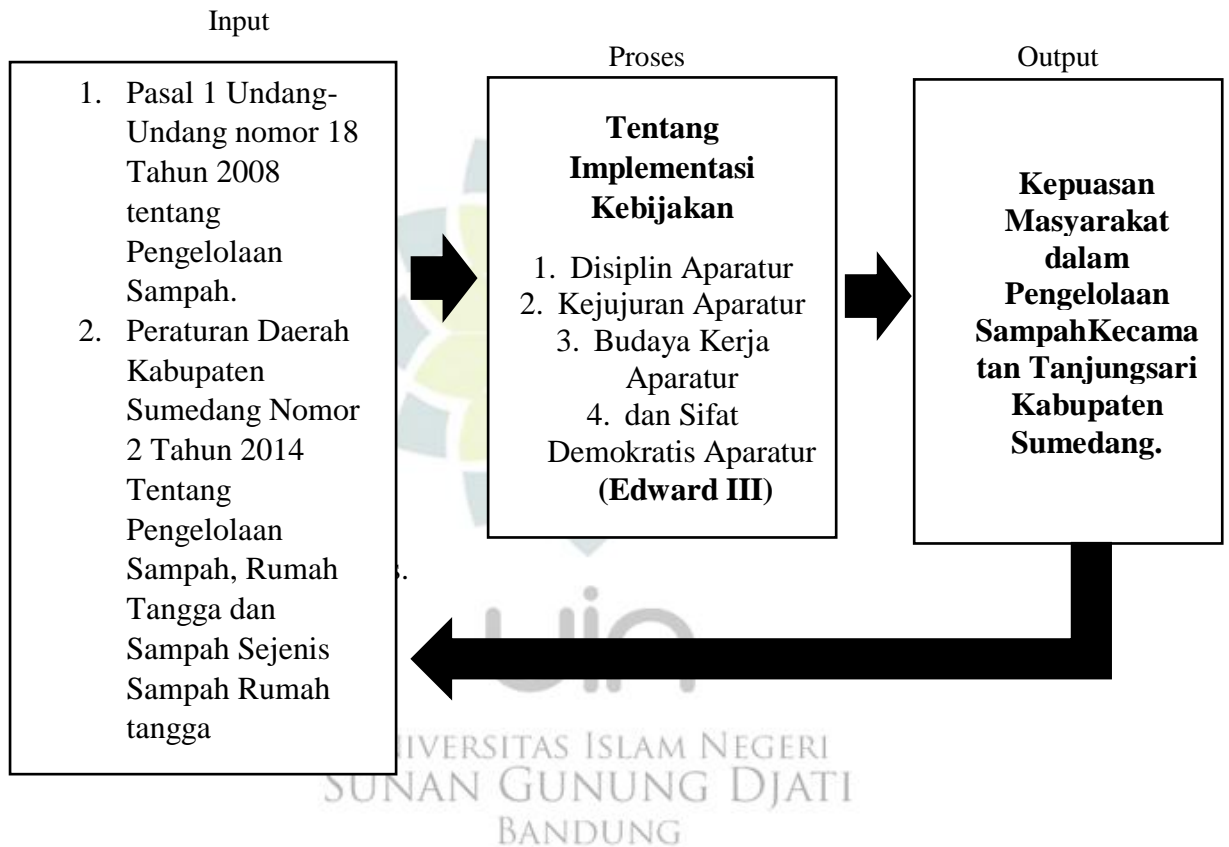 Input
1. Pasal 1 Undang-
Undang nomor 18
Tahun 2008
tentang
Pengelolaan
Sampah.
2. Peraturan Daerah
Kabupaten
Sumedang Nomor
2 Tahun 2014
Tentang
Pengelolaan
Sampah, Rumah
Tangga dan
Sampah Sejenis
Sampah Rumah
tangga
Proses
Tentang
Implementasi
Kebijakan
1. Disiplin Aparatur
2. Kejujuran Aparatur
3. Budaya Kerja
Aparatur
4. dan Sifat
Demokratis Aparatur
(Edward III)
Output
Kepuasan
Masyarakat
dalam
Pengelolaan
SampahKecama
tan Tanjungsari
Kabupaten
Sumedang.
uin
IVERSITAS ISLAM NEGERI
SUNAN GUNUNG DJATI
BANDUNG